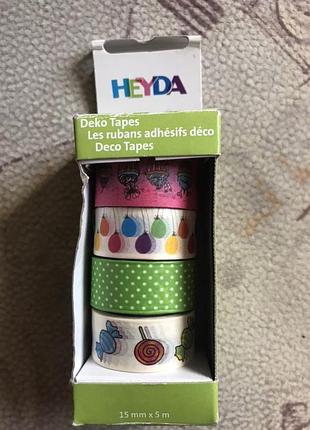 HEYDA
Deko Tapes
Les rubans adhésifs déco
Deco Tapes
15 mm x 5 m